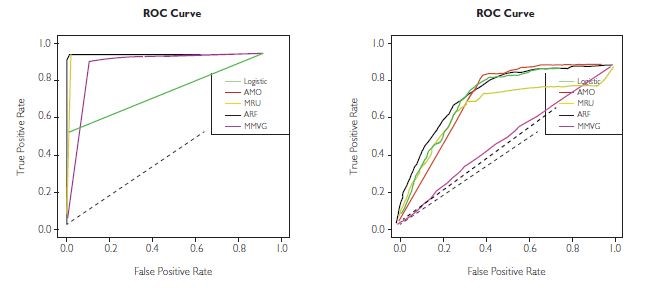 ROC Curve
True Positive Rate
1.0
0.8
0.6
0.4
0.2
0.0
Logistic
AMO
MRU
ARF
MMVG
0.0 0.2 0.4 0.6 0.8 1.0
False Positive Rate
ROC Curve
True Positive Rate
1.0
0.8
0.6
0.4
0.2
0.0
Logistic
AMO
MRU
ARF
MMVG
0.0 0.2 0.4 0.6 0.8 1.0
False Positive Rate